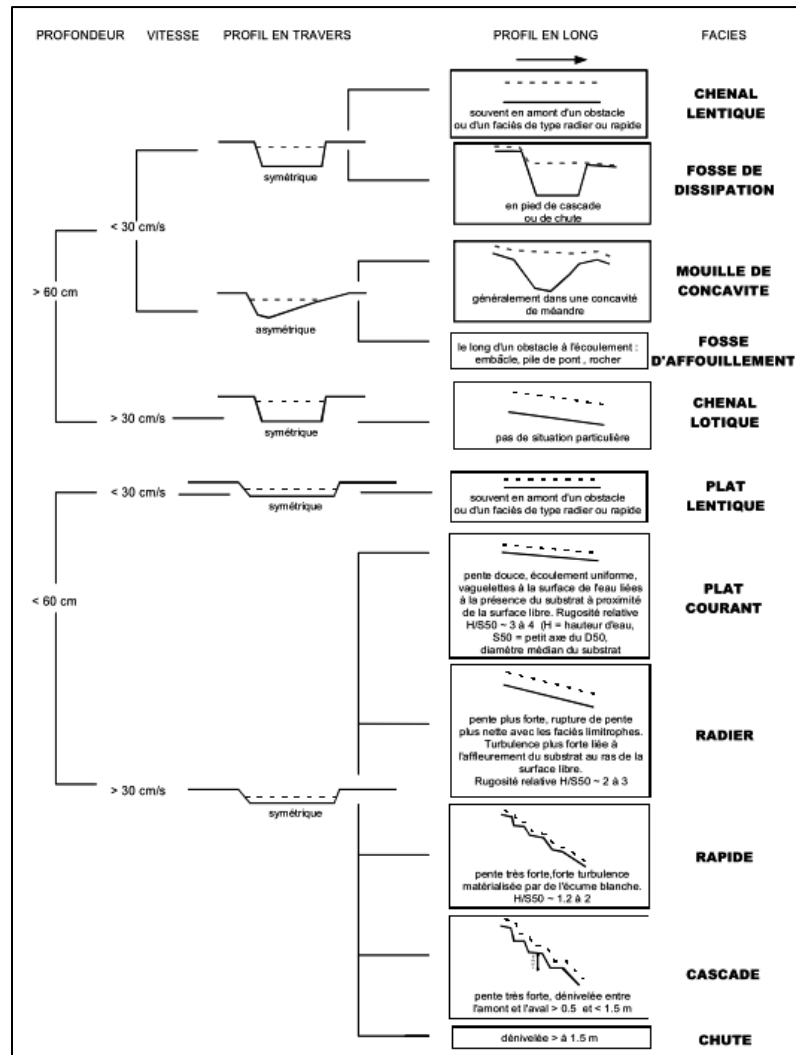 PROFONDEUR VITESSE PROFIL EN TRAVERS PROFIL EN LONG FACIES
souvent en amont d'un obstacle
ou d'un faciès de type radier ou rapide
CHENAL
LENTIQUE
symétrique
en pied de cascade
ou de chute
FOSSE DE
DISSIPATION
< 30 cm/s
> 60 cm
généralement dans une concavité
de méandre
MOUILLE DE
CONCAVITE
asymétrique
le long d'un obstacle à l'écoulement :
embâcle, pile de pont , rocher
FOSSE
D'AFFOUILLEMENT
> 30 cm/s
symétrique
pas de situation particulière
CHENAL
LOTIQUE
< 30 cm/s
symétrique
souvent en amont d'un obstacle
ou d'un faciès de type radier ou rapide
PLAT
LENTIQUE
< 60 cm
pente douce, écoulement uniforme,
vaguelettes à la surface de l'eau liées
à la présence du substrat à proximité
de la surface libre. Rugosité relative
H/S50 ~ 3 à 4 (H = hauteur d'eau,
S50 = petit axe du D50,
diamètre médian du substrat
PLAT
COURANT
pente plus forte, rupture de pente
plus nette avec les faciés limitrophes.
Turbulence plus forte liée à
l'affleurement du substrat au ras de la
surface libre.
Rugosité relative H/S50 ~ 2 à 3
RADIER
> 30 cm/s
symétrique
pente très forte,forte turbulence
matérialisée par de l'écume blanche.
H/S50 ~ 1.2 à 2
RAPIDE
pente très forte, dénivelée entre
l'amont et l'aval > 0.5 et < 1.5 m
CASCADE
dénivelée > à 1.5 m
CHUTE